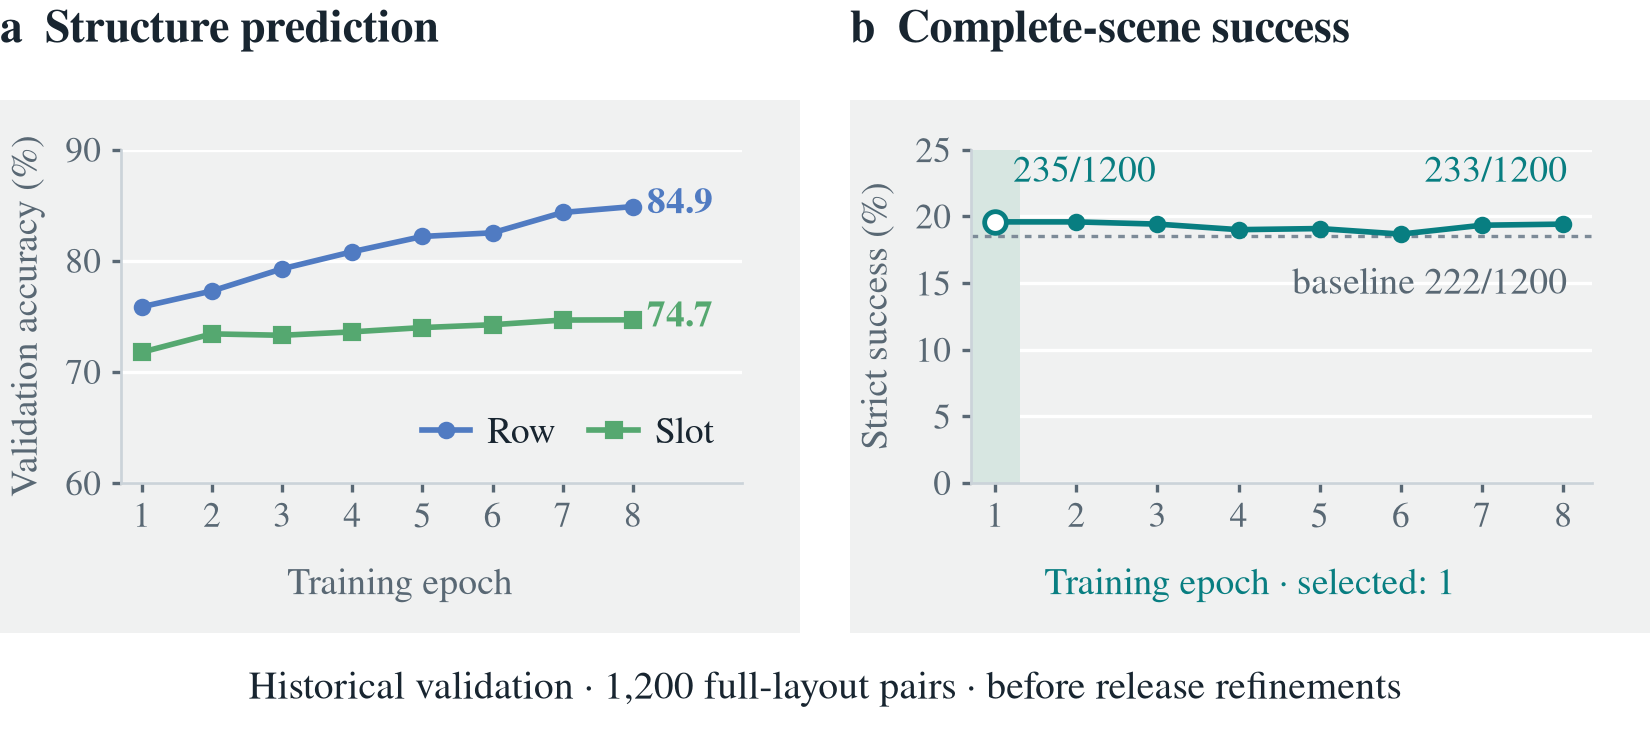 a Structure prediction
Validation accuracy (%)
90
80
70
60
84.9
74.7
Row
Slot
1 2 3 4 5 6 7 8
Training epoch
b Complete-scene success
Strict success (%)
25
20
15
10
5
0
235/1200
233/1200
baseline 222/1200
1 2 3 4 5 6 7 8
Training epoch · selected: 1
Historical validation · 1,200 full-layout pairs · before release refinements